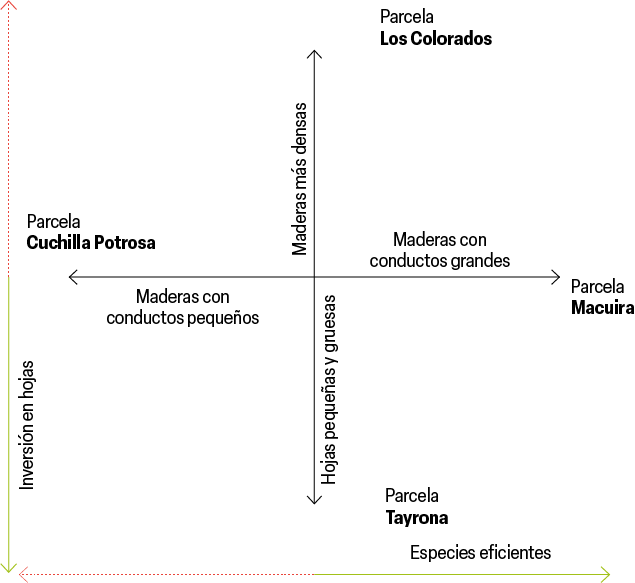 Parcela
Los Colorados
Maderas más densas
Parcela
Cuchilla Potrosa
Maderas con
conductos grandes
Parcela
Macuira
Maderas con
conductos pequeños
Inversión en hojas
Hojas pequeñas y gruesas
Parcela
Tayrona
Especies eficientes